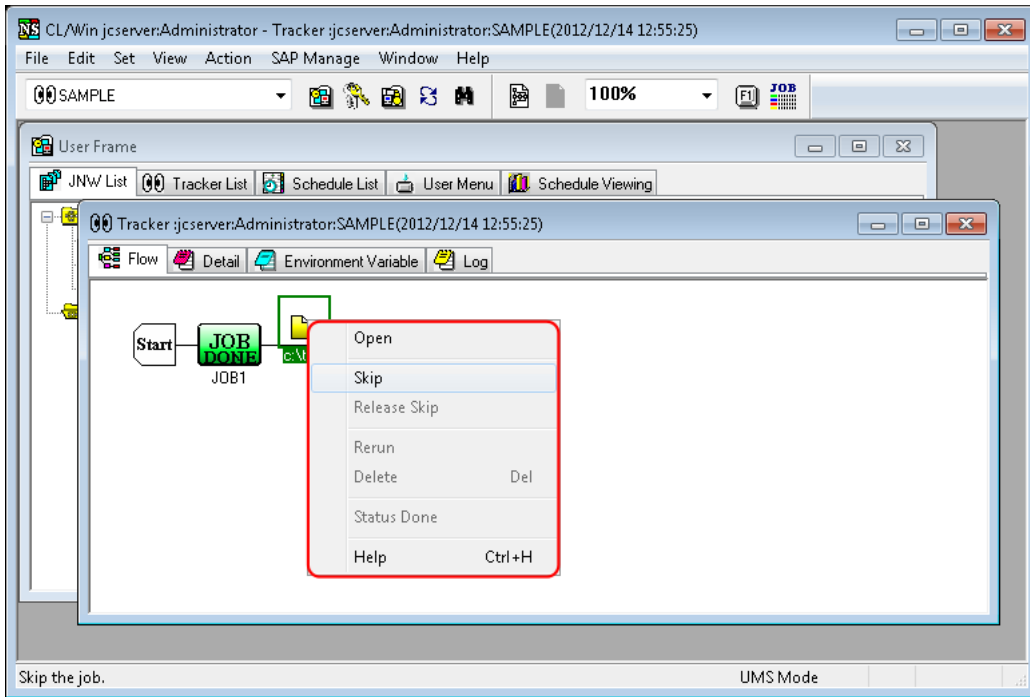 NS CL/Win jcserver:Administrator - Tracker :jcserver:Administrator:SAMPLE(2012/12/14 12:55:25)
File Edit Set View Action SAP Manage Window Help
SAMPLE 100% F1 JOB
User Frame
JNW List Tracker List Schedule List User Menu Schedule Viewing
Tracker :jcserver:Administrator:SAMPLE(2012/12/14 12:55:25)
Flow Detail Environment Variable Log
Start
JOB
DONE
JOB1
c:\t
Open
Skip
Release Skip
Rerun
Delete Del
Status Done
Help Ctrl+H
Skip the job. UMS Mode